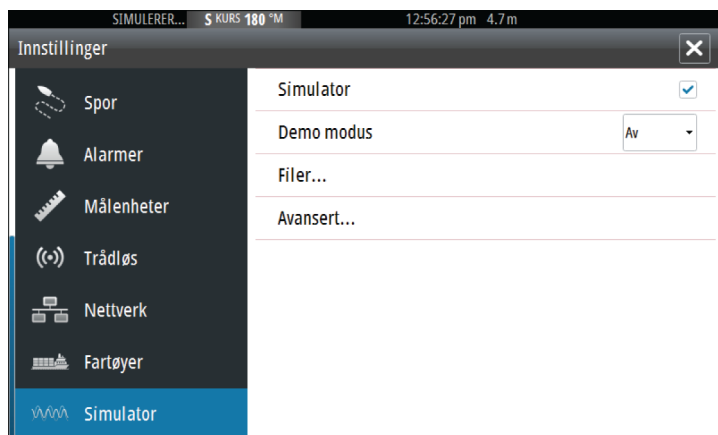 SIMULERER... S KURS 180 °M 12:56:27 pm 4.7 m
Innstillinger
Spor
Alarmer
Målenheter
Trådløs
Nettverk
Fartøyer
Simulator
Simulator
Demo modus Av
Filer...
Avansert...